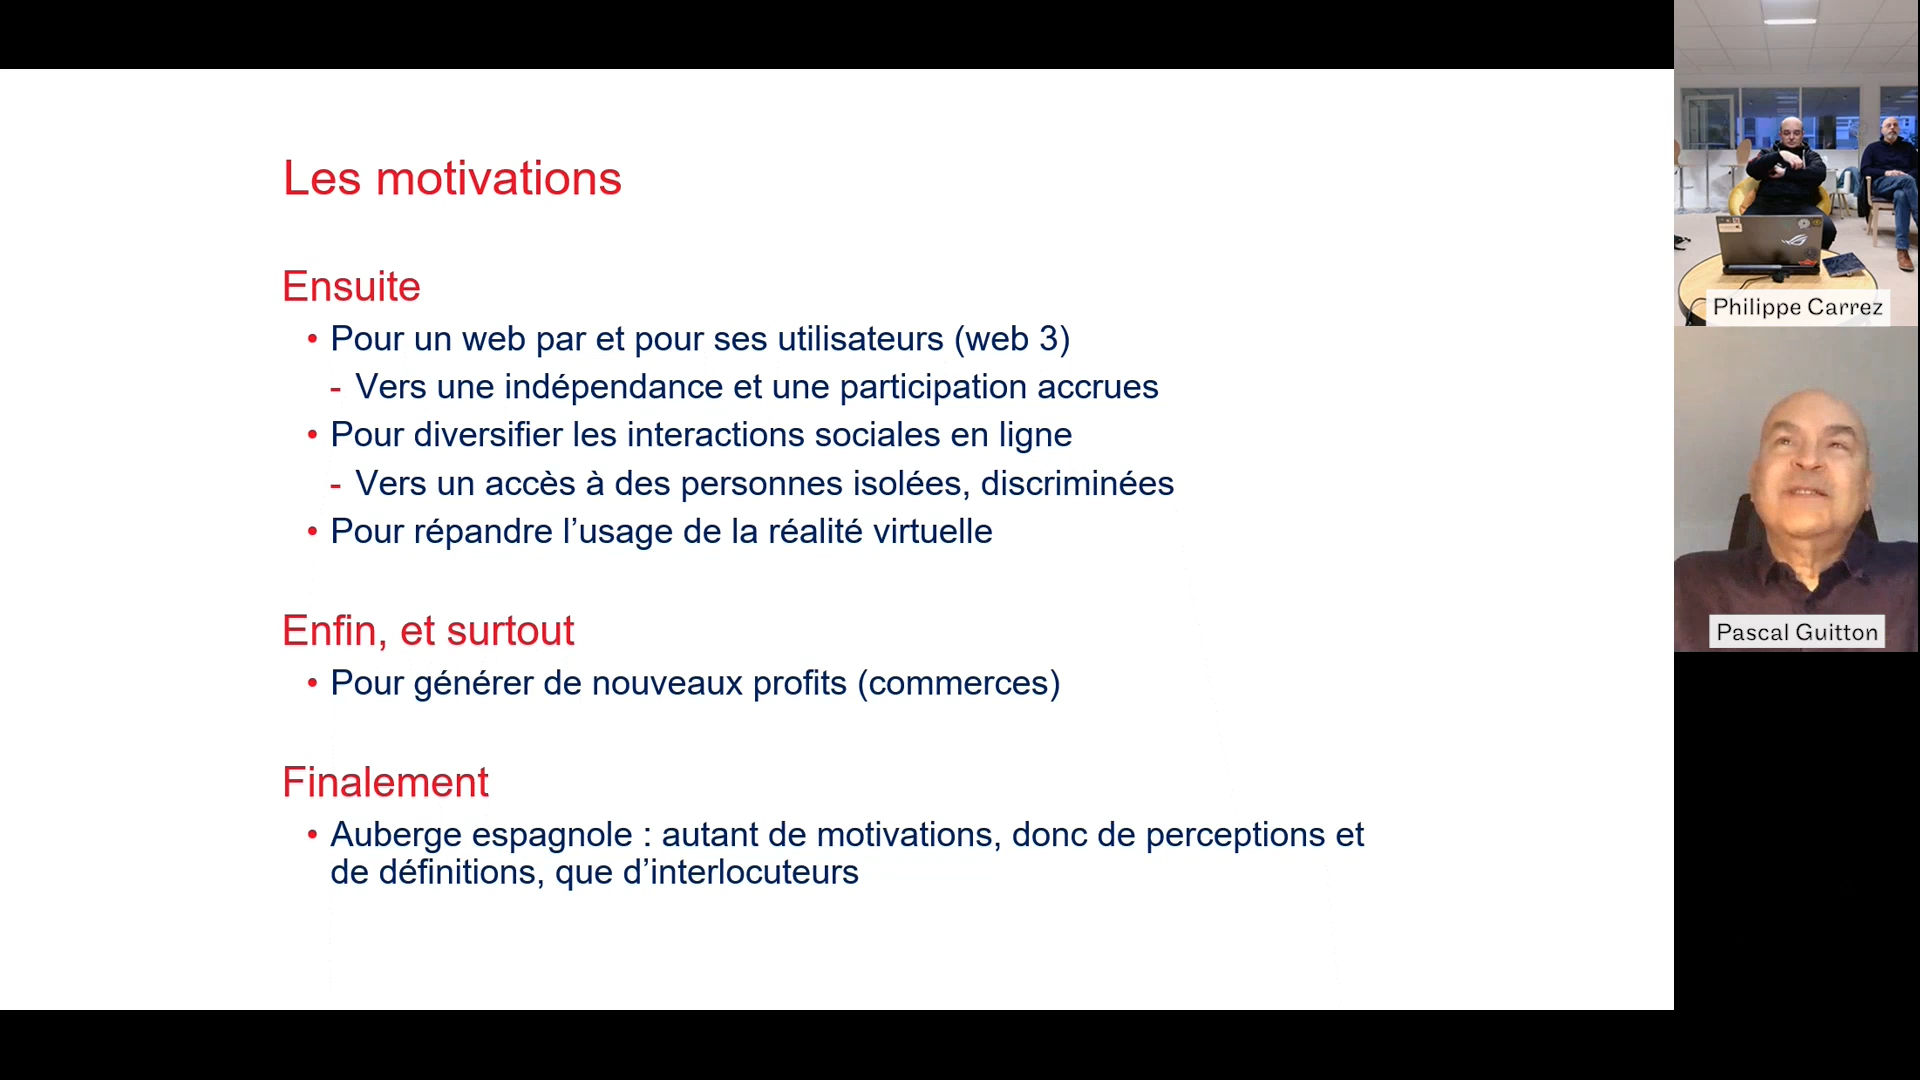 Les motivations
Ensuite
• Pour un web par et pour ses utilisateurs (web 3)
- Vers une indépendance et une participation accrues
• Pour diversifier les interactions sociales en ligne
- Vers un accès à des personnes isolées, discriminées
• Pour répandre l’usage de la réalité virtuelle
Enfin, et surtout
• Pour générer de nouveaux profits (commerces)
Finalement
• Auberge espagnole : autant de motivations, donc de perceptions et
de définitions, que d’interlocuteurs
Philippe Carrez
Pascal Guitton